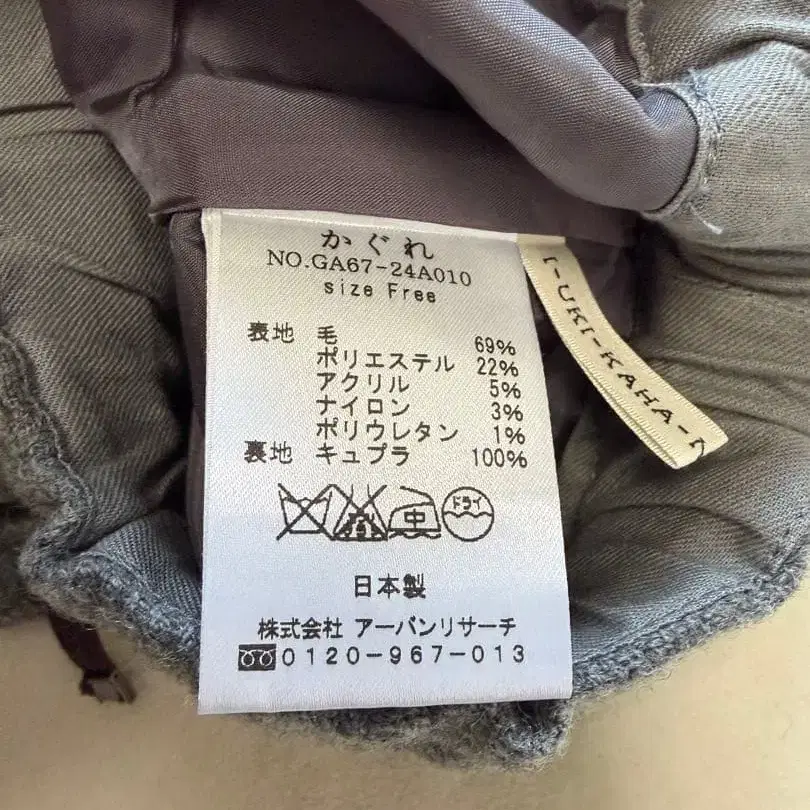 かぐれ
NO.GA67-24A010
size Free
表地 毛 69%
ポリエステル 22%
アクリル 5%
ナイロン 3%
ポリウレタン 1%
裏地 キュプラ 100%
中 ドライ
日本製
株式会社 アーバンリサーチ
0120-967-013
UKI-KAHA-